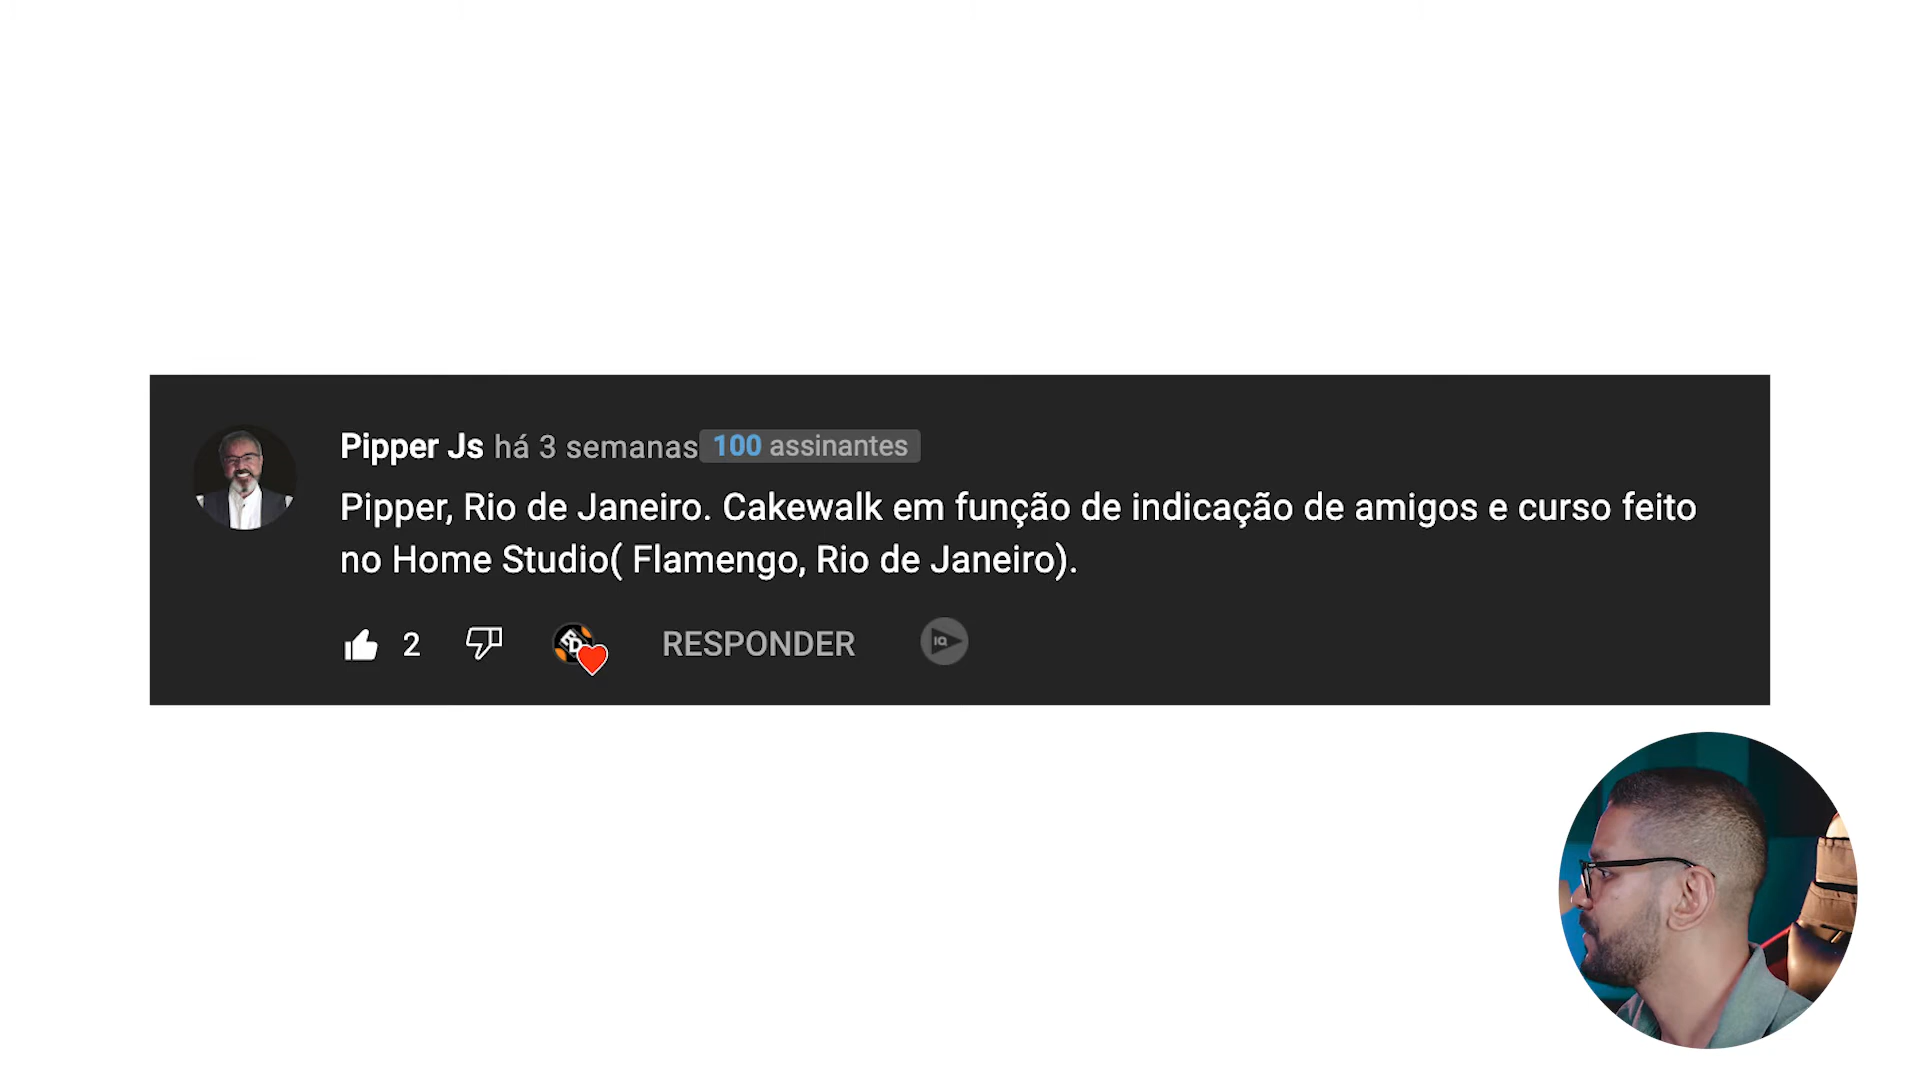 Pipper Js há 3 semanas 100 assinantes
Pipper, Rio de Janeiro. Cakewalk em função de indicação de amigos e curso feito
no Home Studio( Flamengo, Rio de Janeiro).
2 RESPONDER IQ